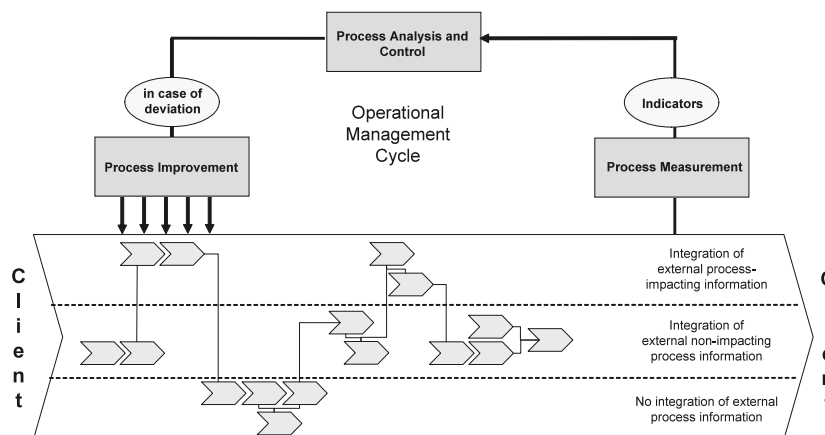 Process Analysis and
Control
in case of
deviation
Operational
Management
Cycle
Indicators
Process Improvement
Process Measurement
Client
Integration of
external process-
impacting information
Integration of
external non-impacting
process information
No integration of external
process information